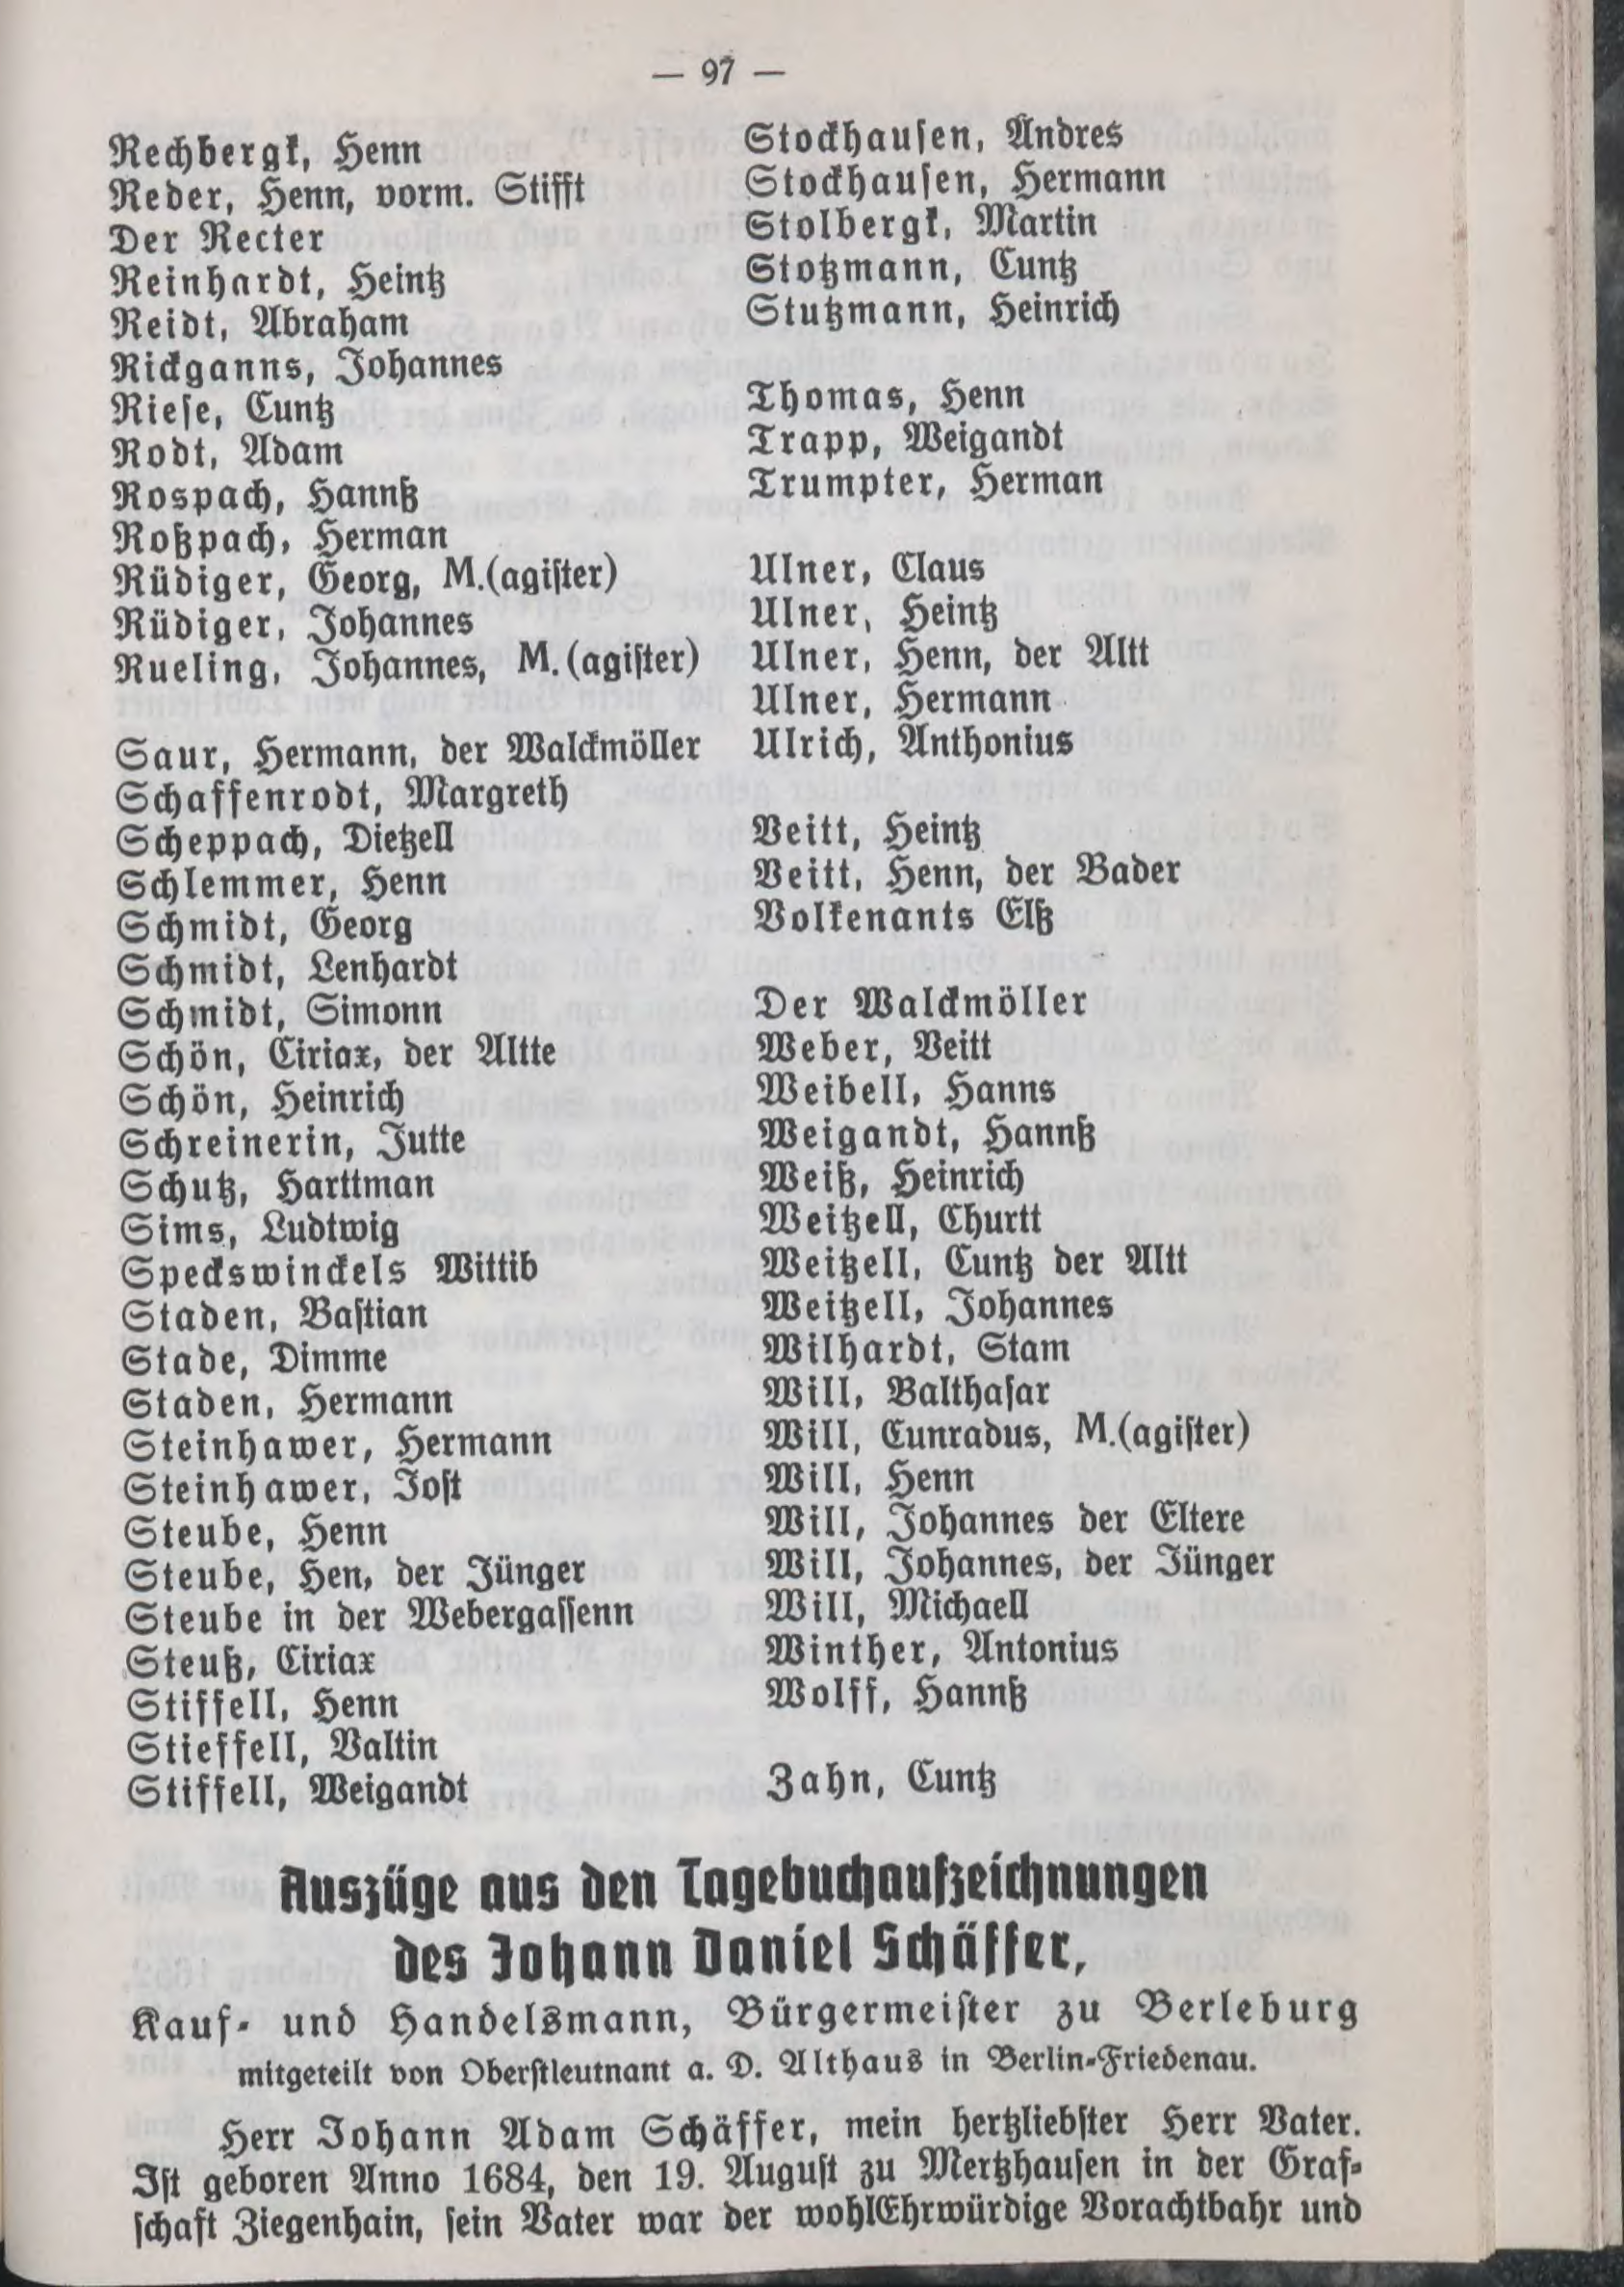 — 97 —
Rechbergk, Henn
Reder, Henn, vorm. Stifft
Der Recter
Reinhardt, Heintz
Reidt, Abraham
Rickganns, Johannes
Riese, Cuntz
Rodt, Adam
Rospach, Hannß
Roßpach, Herman
Rüdiger, Georg, M.(agister)
Rüdiger, Johannes
Rueling, Johannes, M.(agister)
Saur, Hermann, der Walckmöller
Schaffenrodt, Margreth
Scheppach, Dietzell
Schlemmer, Henn
Schmidt, Georg
Schmidt, Lenhardt
Schmidt, Simonn
Schön, Ciriax, der Altte
Schön, Heinrich
Schreinerin, Jutte
Schutz, Harttman
Sims, Ludtwig
Speckswinckels Wittib
Staden, Bastian
Stade, Dimme
Staden, Hermann
Steinhawer, Hermann
Steinhawer, Jost
Steube, Henn
Steube, Hen, der Jünger
Steube in der Webergassenn
Steuß, Ciriax
Stiffell, Henn
Stieffell, Valtin
Stiffell, Weigandt
Stockhausen, Andres
Stockhausen, Hermann
Stolbergk, Martin
Stotzmann, Cuntz
Stutzmann, Heinrich
Thomas, Henn
Trapp, Weigandt
Trumpter, Herman
Ulner, Claus
Ulner, Heintz
Ulner, Henn, der Altt
Ulner, Hermann
Ulrich, Anthonius
Veitt, Heintz
Veitt, Henn, der Bader
Volkenants Elß
Der Walckmöller
Weber, Veitt
Weibell, Hanns
Weigandt, Hannß
Weiß, Heinrich
Weitzell, Churtt
Weitzell, Cuntz der Altt
Weitzell, Johannes
Wilhardt, Stam
Will, Balthasar
Will, Cunradus, M.(agister)
Will, Henn
Will, Johannes der Eltere
Will, Johannes, der Jünger
Will, Michaell
Winther, Antonius
Wolff, Hannß
Zahn, Cuntz
Auszüge aus den Tagebuchaufzeichnungen
des Johann Daniel Schäffer,
Kauf- und Handelsmann, Bürgermeister zu Berleburg
mitgeteilt von Oberstleutnant a. D. Althaus in Berlin-Friedenau.
Herr Johann Adam Schäffer, mein hertzliebster Herr Vater.
Ist geboren Anno 1684, den 19. August zu Mertzhausen in der Graf-
schaft Ziegenhain, sein Vater war der wohlEhrwürdige Vorachtbahr und